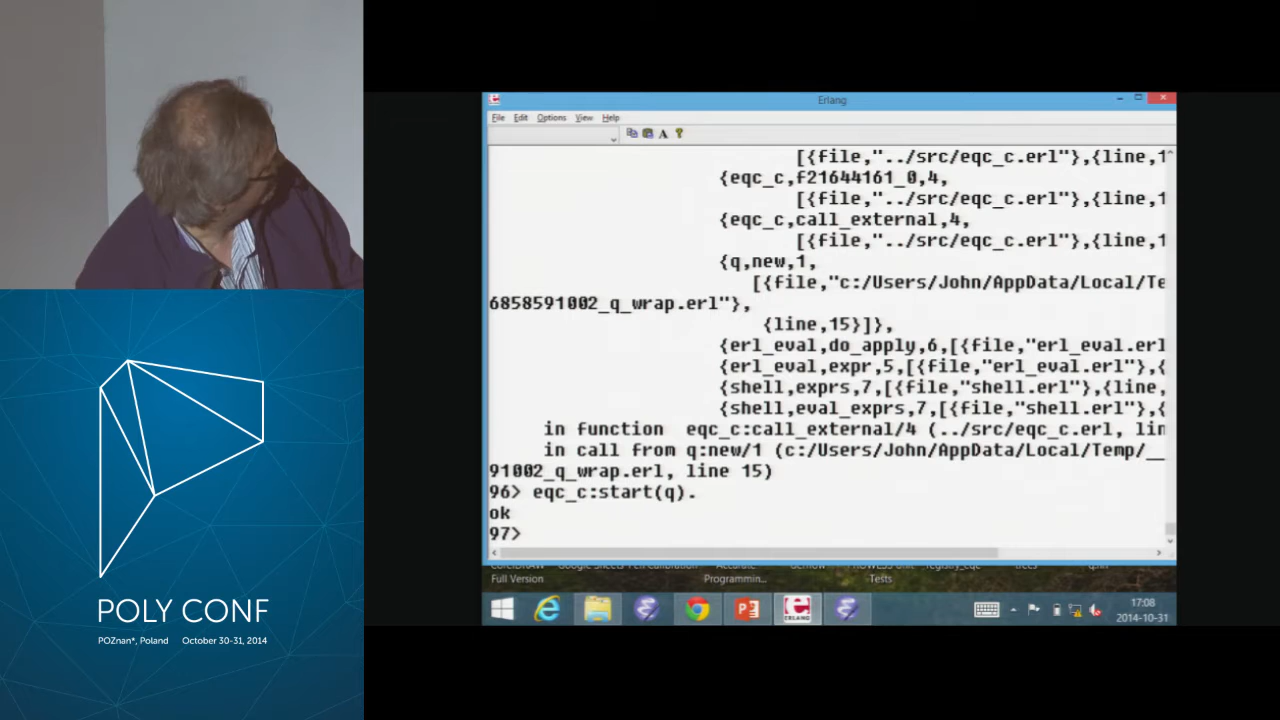 Erlang
File Edit Options View Help
[{file,"../src/eqc_c.erl"},{line,1
{eqc_c,f21644161_0,4,
[{file,"../src/eqc_c.erl"},{line,1
{eqc_c,call_external,4,
[{file,"../src/eqc_c.erl"},{line,1
{q,new,1,
[{file,"c:/Users/John/AppData/Local/Te
6858591002_q_wrap.erl"},
{line,15}]},
{erl_eval,do_apply,6,[{file,"erl_eval.erl
{erl_eval,expr,5,[{file,"erl_eval.erl"},{
{shell,exprs,7,[{file,"shell.erl"},{line,
{shell,eval_exprs,7,[{file,"shell.erl"},{
in function eqc_c:call_external/4 (../src/eqc_c.erl, lin
in call from q:new/1 (c:/Users/John/AppData/Local/Temp/__
91002_q_wrap.erl, line 15)
96> eqc_c:start(q).
ok
97>
Full Version
Programmin...
Tests
ERLANG
17:08
2014-10-31
POLY CONF
POZnan*, Poland October 30-31, 2014